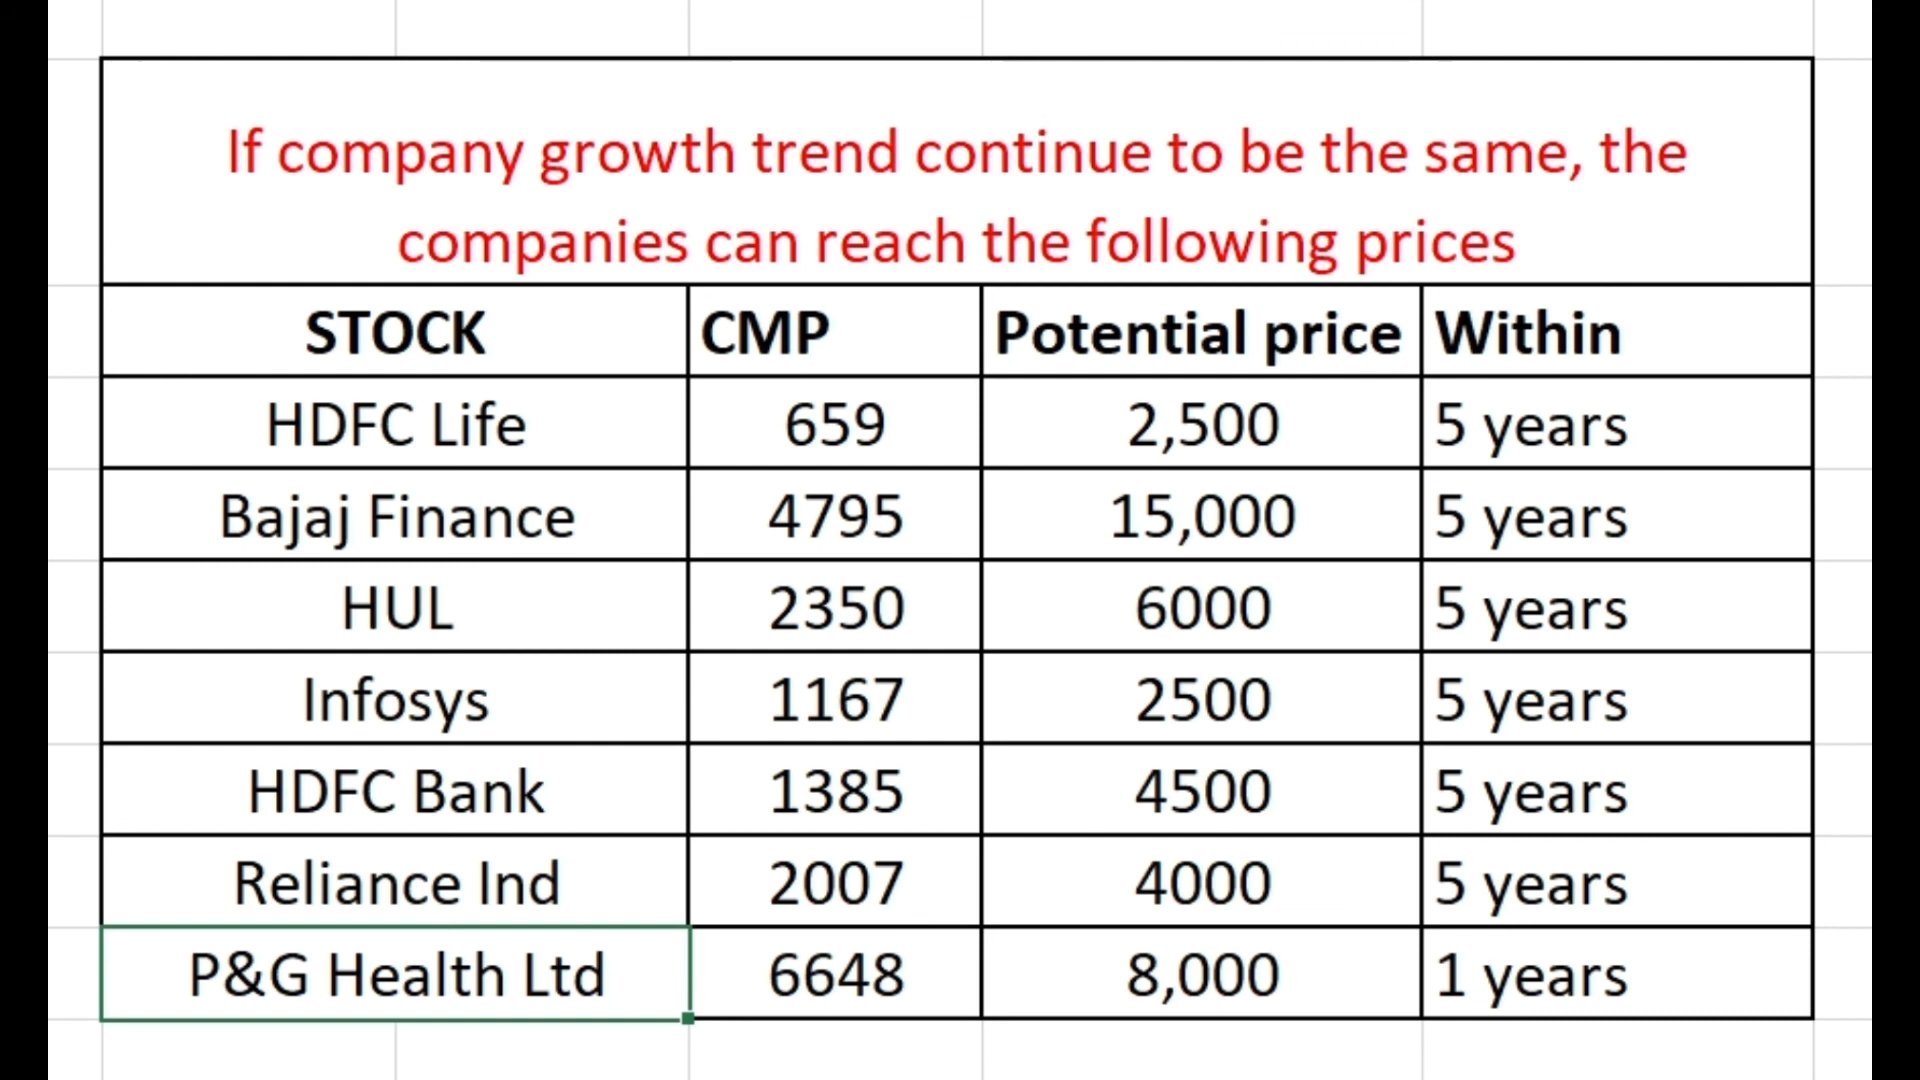 If company growth trend continue to be the same, the
companies can reach the following prices
STOCK CMP Potential price Within
HDFC Life 659 2,500 5 years
Bajaj Finance 4795 15,000 5 years
HUL 2350 6000 5 years
Infosys 1167 2500 5 years
HDFC Bank 1385 4500 5 years
Reliance Ind 2007 4000 5 years
P&G Health Ltd 6648 8,000 1 years